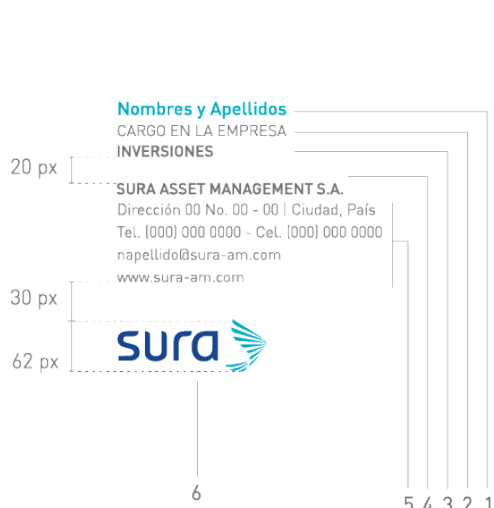 Nombres y Apellidos
CARGO EN LA EMPRESA
INVERSIONES
20 px
SURA ASSET MANAGEMENT S.A.
Dirección 00 No. 00 - 00 | Ciudad, País
Tel. (000) 000 0000 - Cel. (000) 000 0000
napellido@sura-am.com
www.sura-am.com
30 px
sura
62 px
6
5 4 3 2 1